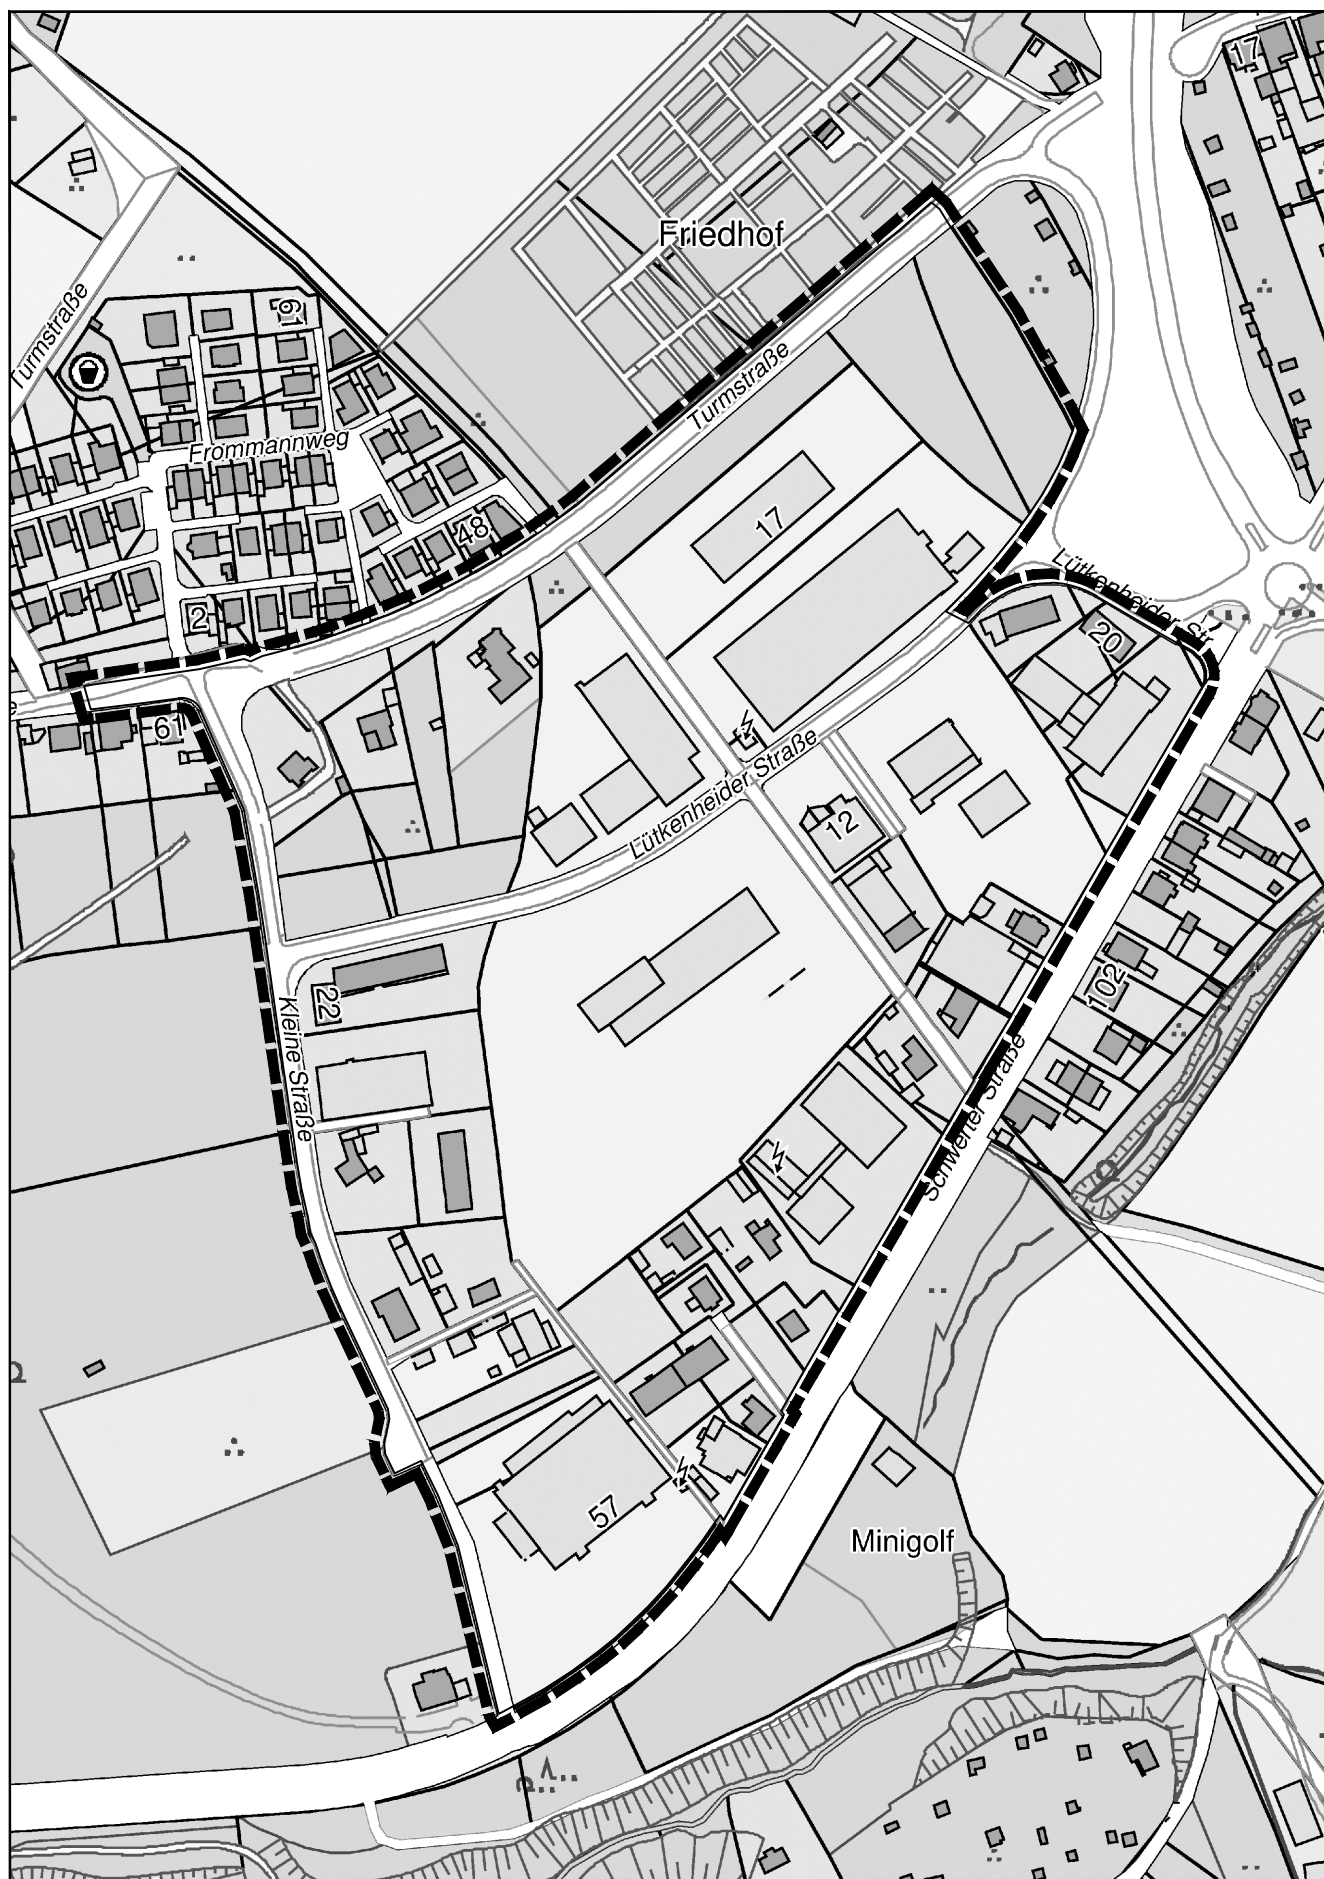 17
Friedhof
Turmstraße
61
Turmstraße
Frommannweg
48
17
2
Lütkenheider Str.
20
61
Lütkenheider Straße
12
22
Kleine Straße
102
Schwerter Straße
57
Minigolf